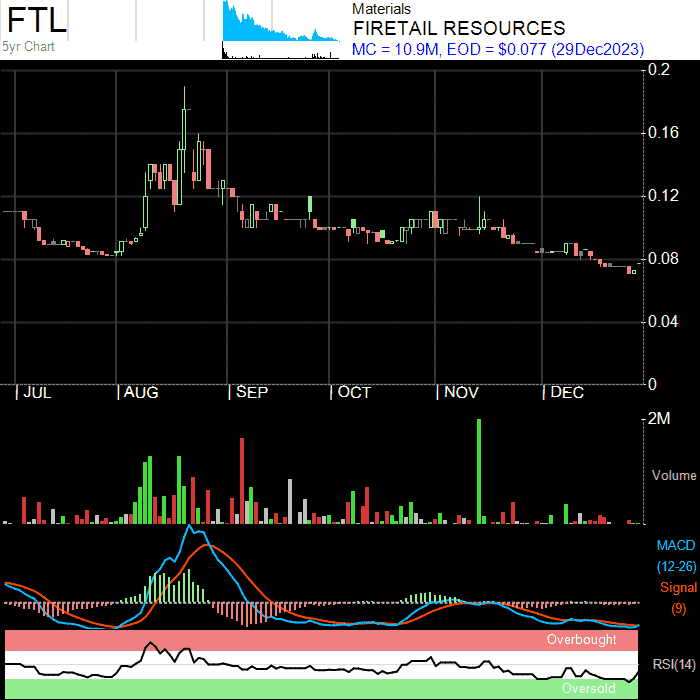 FTL
5yr Chart
Materials
FIRETAIL RESOURCES
MC = 10.9M, EOD = $0.077 (29Dec2023)
0.2
0.16
0.12
0.08
0.04
0
JUL AUG SEP OCT NOV DEC
2M
Volume
MACD
(12-26)
Signal
(9)
Overbought
RSI(14)
Oversold